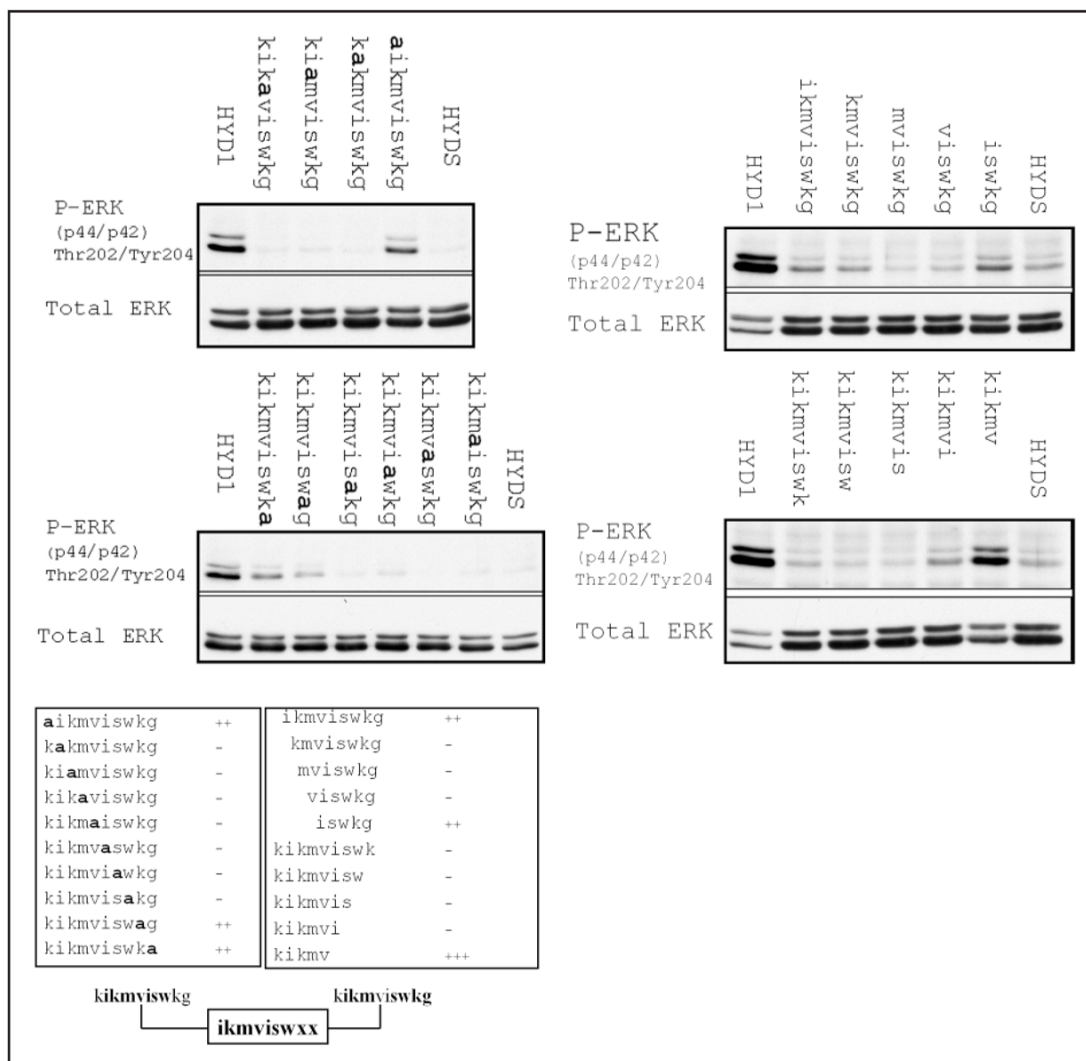 HYD1
kikaviswkg
kiamviswkg
kakmviswkg
aikmviswkg
HYDS
P-ERK
(p44/p42)
Thr202/Tyr204
Total ERK
HYD1
ikmviswkg
kmviswkg
mviswkg
viswkg
iswkg
HYDS
P-ERK
(p44/p42)
Thr202/Tyr204
Total ERK
HYD1
kikmviswka
kikmviswag
kikmvisakg
kikmviawkg
kikmvaswkg
kikmaiswkg
HYDS
P-ERK
(p44/p42)
Thr202/Tyr204
Total ERK
HYD1
kikmviswk
kikmvisw
kikmvis
kikmvi
kikmv
HYDS
P-ERK
(p44/p42)
Thr202/Tyr204
Total ERK
aikmviswkg ++
kakmviswkg -
kiamviswkg -
kikaviswkg -
kikmaiswkg -
kikmvaswkg -
kikmviawkg -
kikmvisakg -
kikmviswag ++
kikmviswka ++
ikmviswkg ++
kmviswkg -
mviswkg -
viswkg -
iswkg ++
kikmviswk -
kikmvisw -
kikmvis -
kikmvi -
kikmv +++
kikmviswkg
kikmviswkg
ikmviswxx